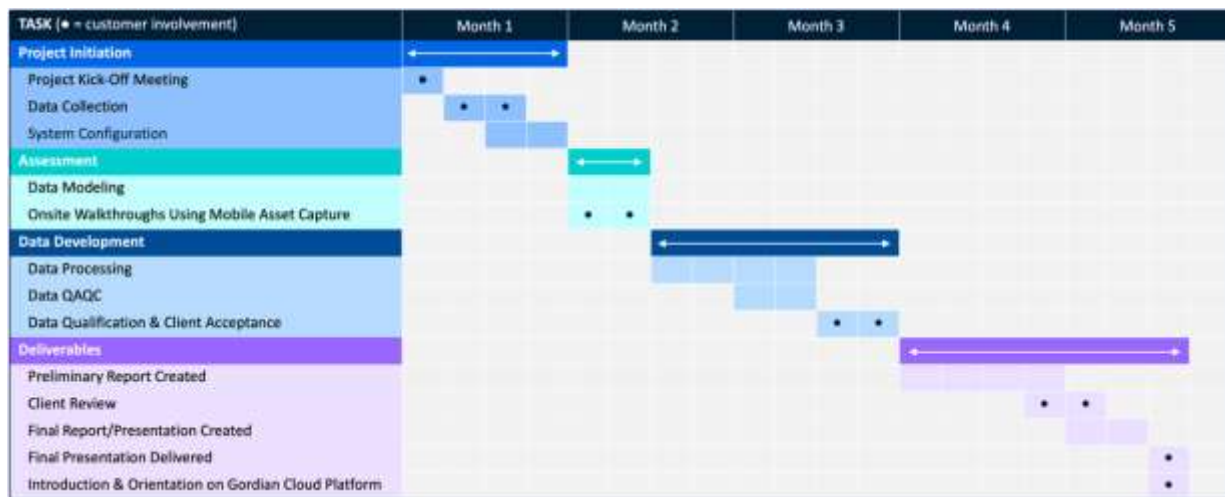 TASK (● = customer involvement) Month 1 Month 2 Month 3 Month 4 Month 5
Project Initiation
Project Kick-Off Meeting
Data Collection
System Configuration
Assessment
Data Modeling
Onsite Walkthroughs Using Mobile Asset Capture
Data Development
Data Processing
Data QAQC
Data Qualification & Client Acceptance
Deliverables
Preliminary Report Created
Client Review
Final Report/Presentation Created
Final Presentation Delivered
Introduction & Orientation on Gordian Cloud Platform